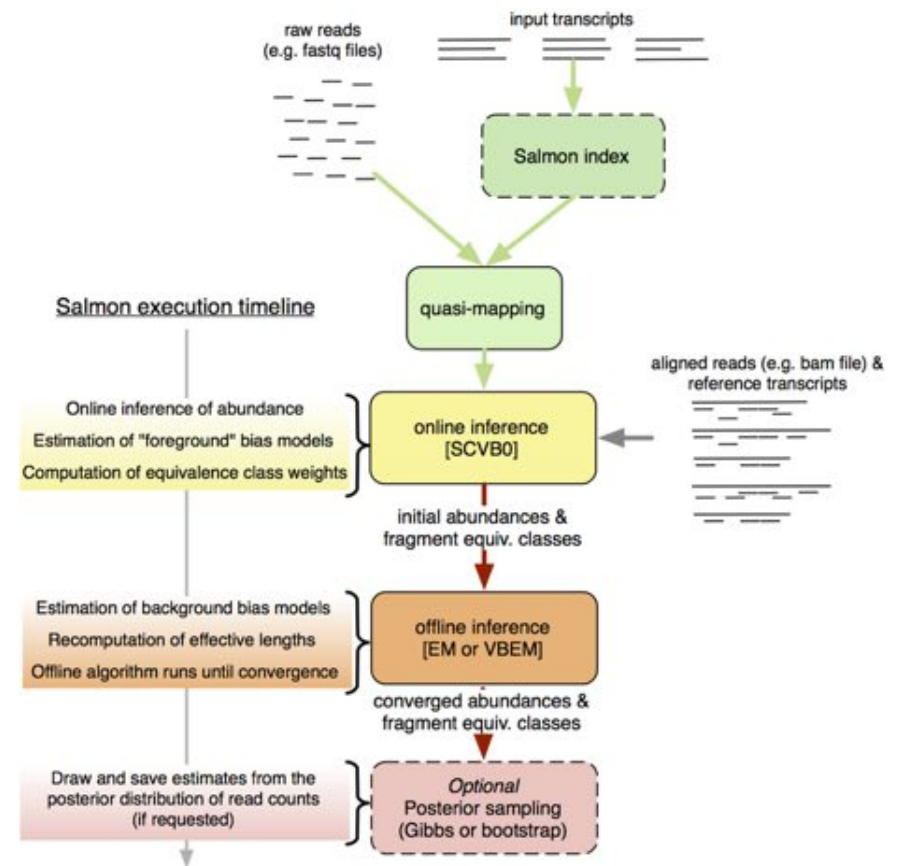 raw reads
(e.g. fastq files)
input transcripts
Salmon index
quasi-mapping
Salmon execution timeline
aligned reads (e.g. bam file) &
reference transcripts
Online inference of abundance
Estimation of "foreground" bias models
Computation of equivalence class weights
online inference
[SCVB0]
initial abundances &
fragment equiv. classes
Estimation of background bias models
Recomputation of effective lengths
Offline algorithm runs until convergence
offline inference
[EM or VBEM]
converged abundances &
fragment equiv. classes
Draw and save estimates from the
posterior distribution of read counts
(if requested)
Optional
Posterior sampling
(Gibbs or bootstrap)